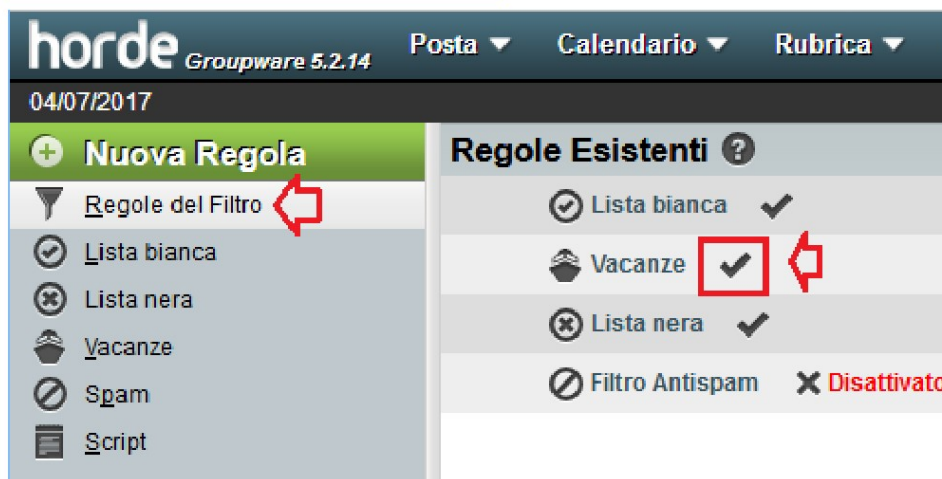 horde Groupware 5.2.14 Posta Calendario Rubrica
04/07/2017
Nuova Regola
Regole del Filtro
Lista bianca
Lista nera
Vacanze
Spam
Script
Regole Esistenti
Lista bianca
Vacanze
Lista nera
Filtro Antispam Disattivato